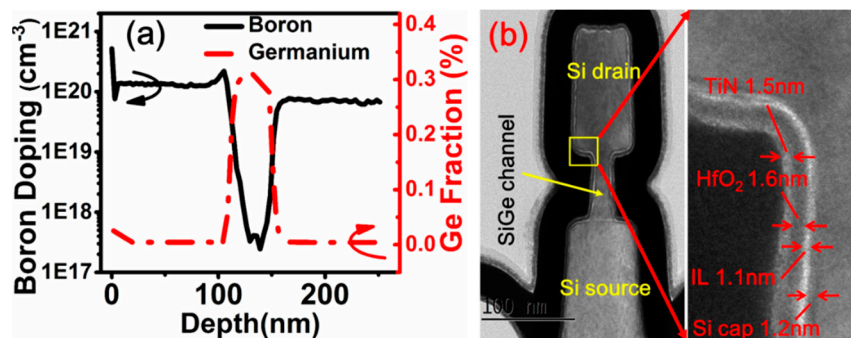 (a)
Boron
Germanium
1E21
1E20
1E19
1E18
1E17
Boron Doping (cm⁻³)
0.4
0.3
0.2
0.1
0.0
Ge Fraction (%)
0
100
200
Depth(nm)
(b)
Si drain
SiGe channel
Si source
100 nm
TiN 1.5nm
HfO₂ 1.6nm
IL 1.1nm
Si cap 1.2nm